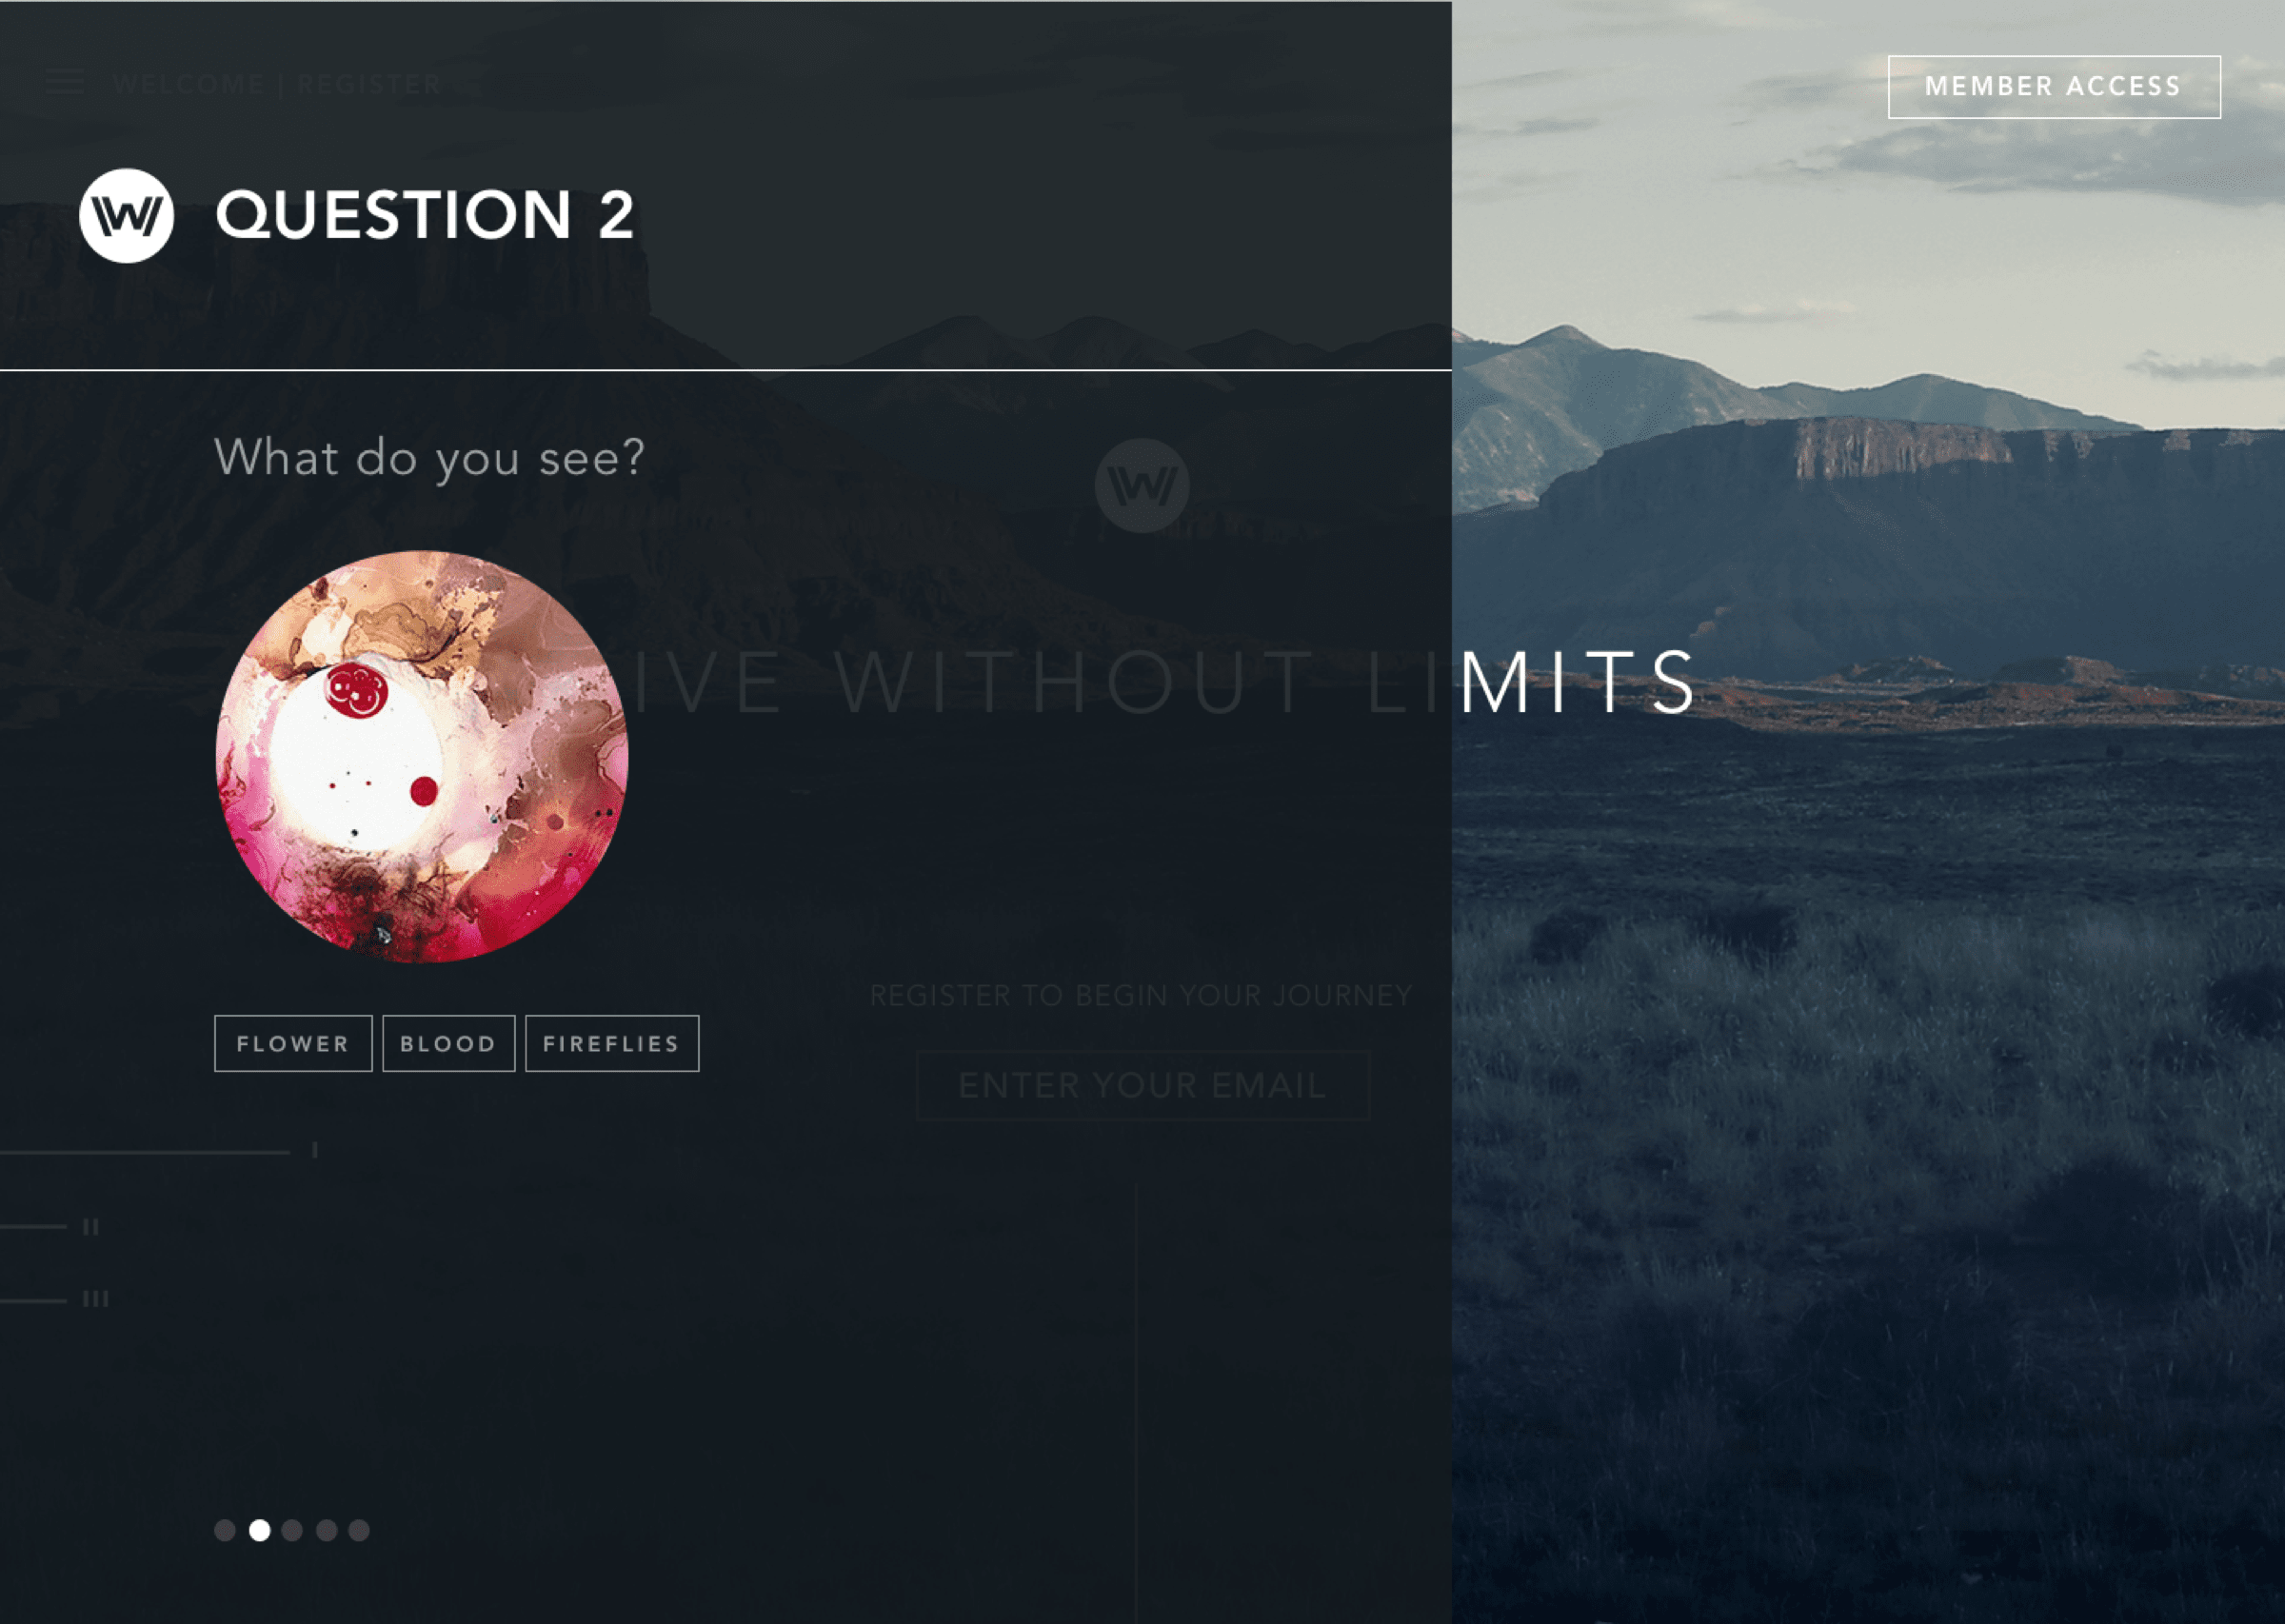 WELCOME | REGISTER
MEMBER ACCESS
W QUESTION 2
What do you see?
W
IVE WITHOUT LIMITS
REGISTER TO BEGIN YOUR JOURNEY
FLOWER BLOOD FIREFLIES
ENTER YOUR EMAIL
I
II
III